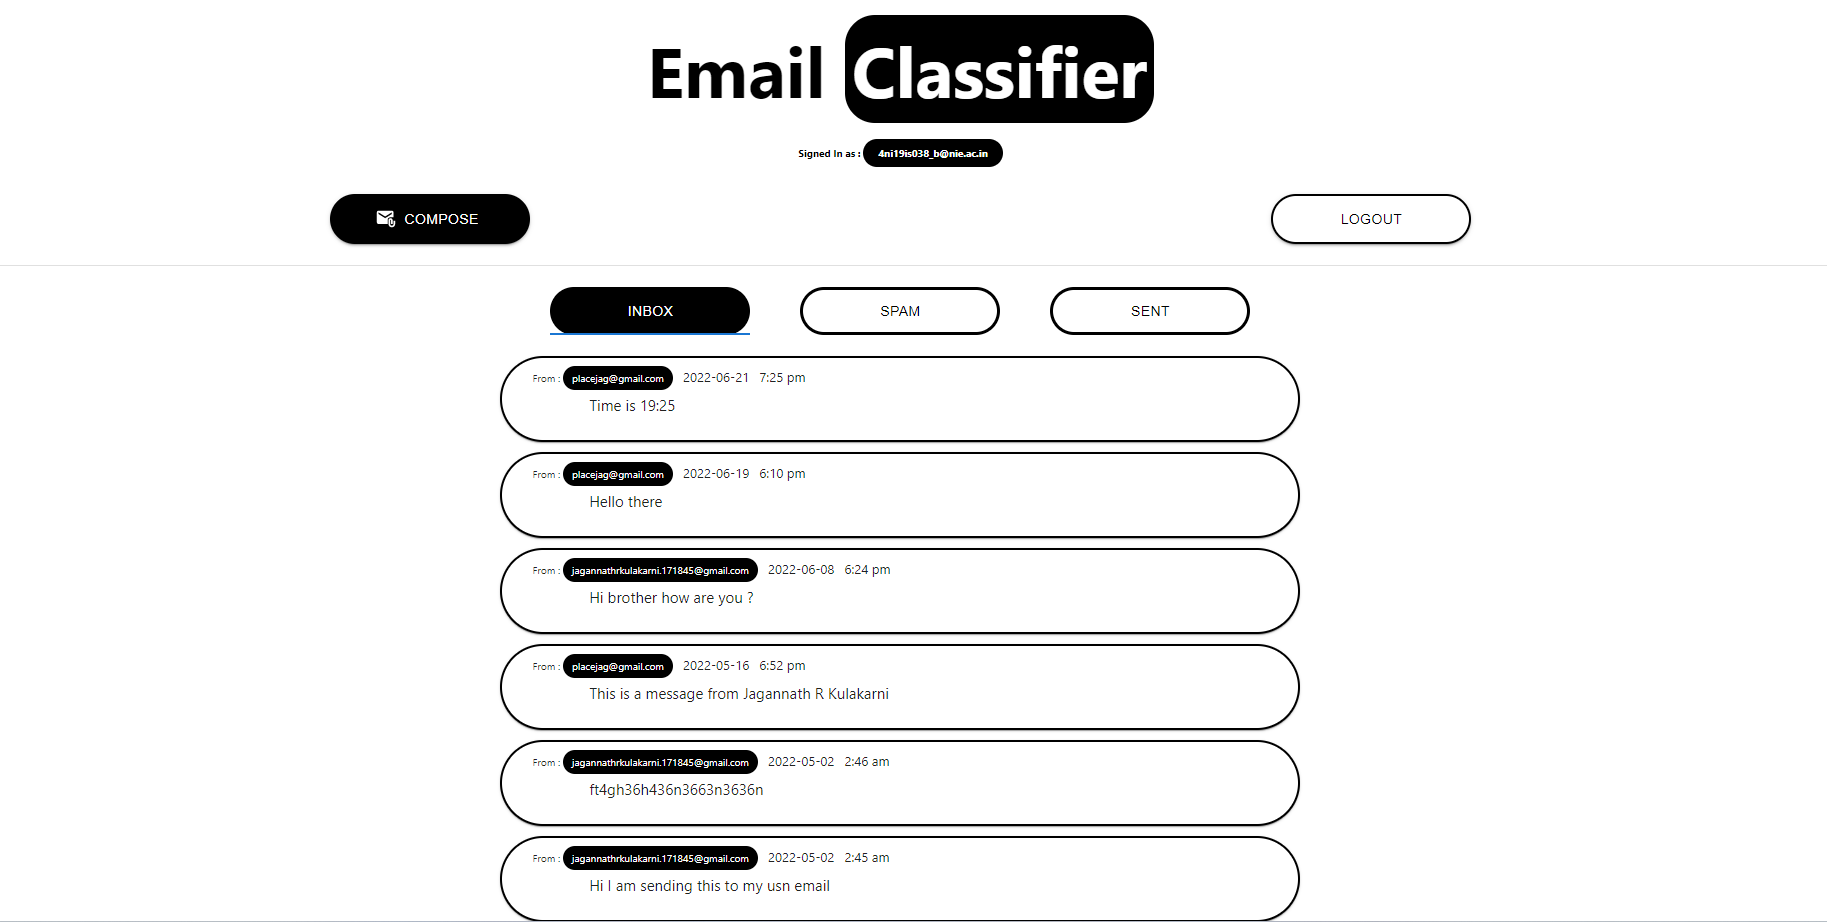 Email Classifier
Signed In as : 4ni19is038_b@nie.ac.in
COMPOSE
LOGOUT
INBOX
SPAM
SENT
From : placejag@gmail.com 2022-06-21 7:25 pm
Time is 19:25
From : placejag@gmail.com 2022-06-19 6:10 pm
Hello there
From : jagannathrkulakarni.171845@gmail.com 2022-06-08 6:24 pm
Hi brother how are you ?
From : placejag@gmail.com 2022-05-16 6:52 pm
This is a message from Jagannath R Kulakarni
From : jagannathrkulakarni.171845@gmail.com 2022-05-02 2:46 am
ft4gh36h436n3663n3636n
From : jagannathrkulakarni.171845@gmail.com 2022-05-02 2:45 am
Hi I am sending this to my usn email